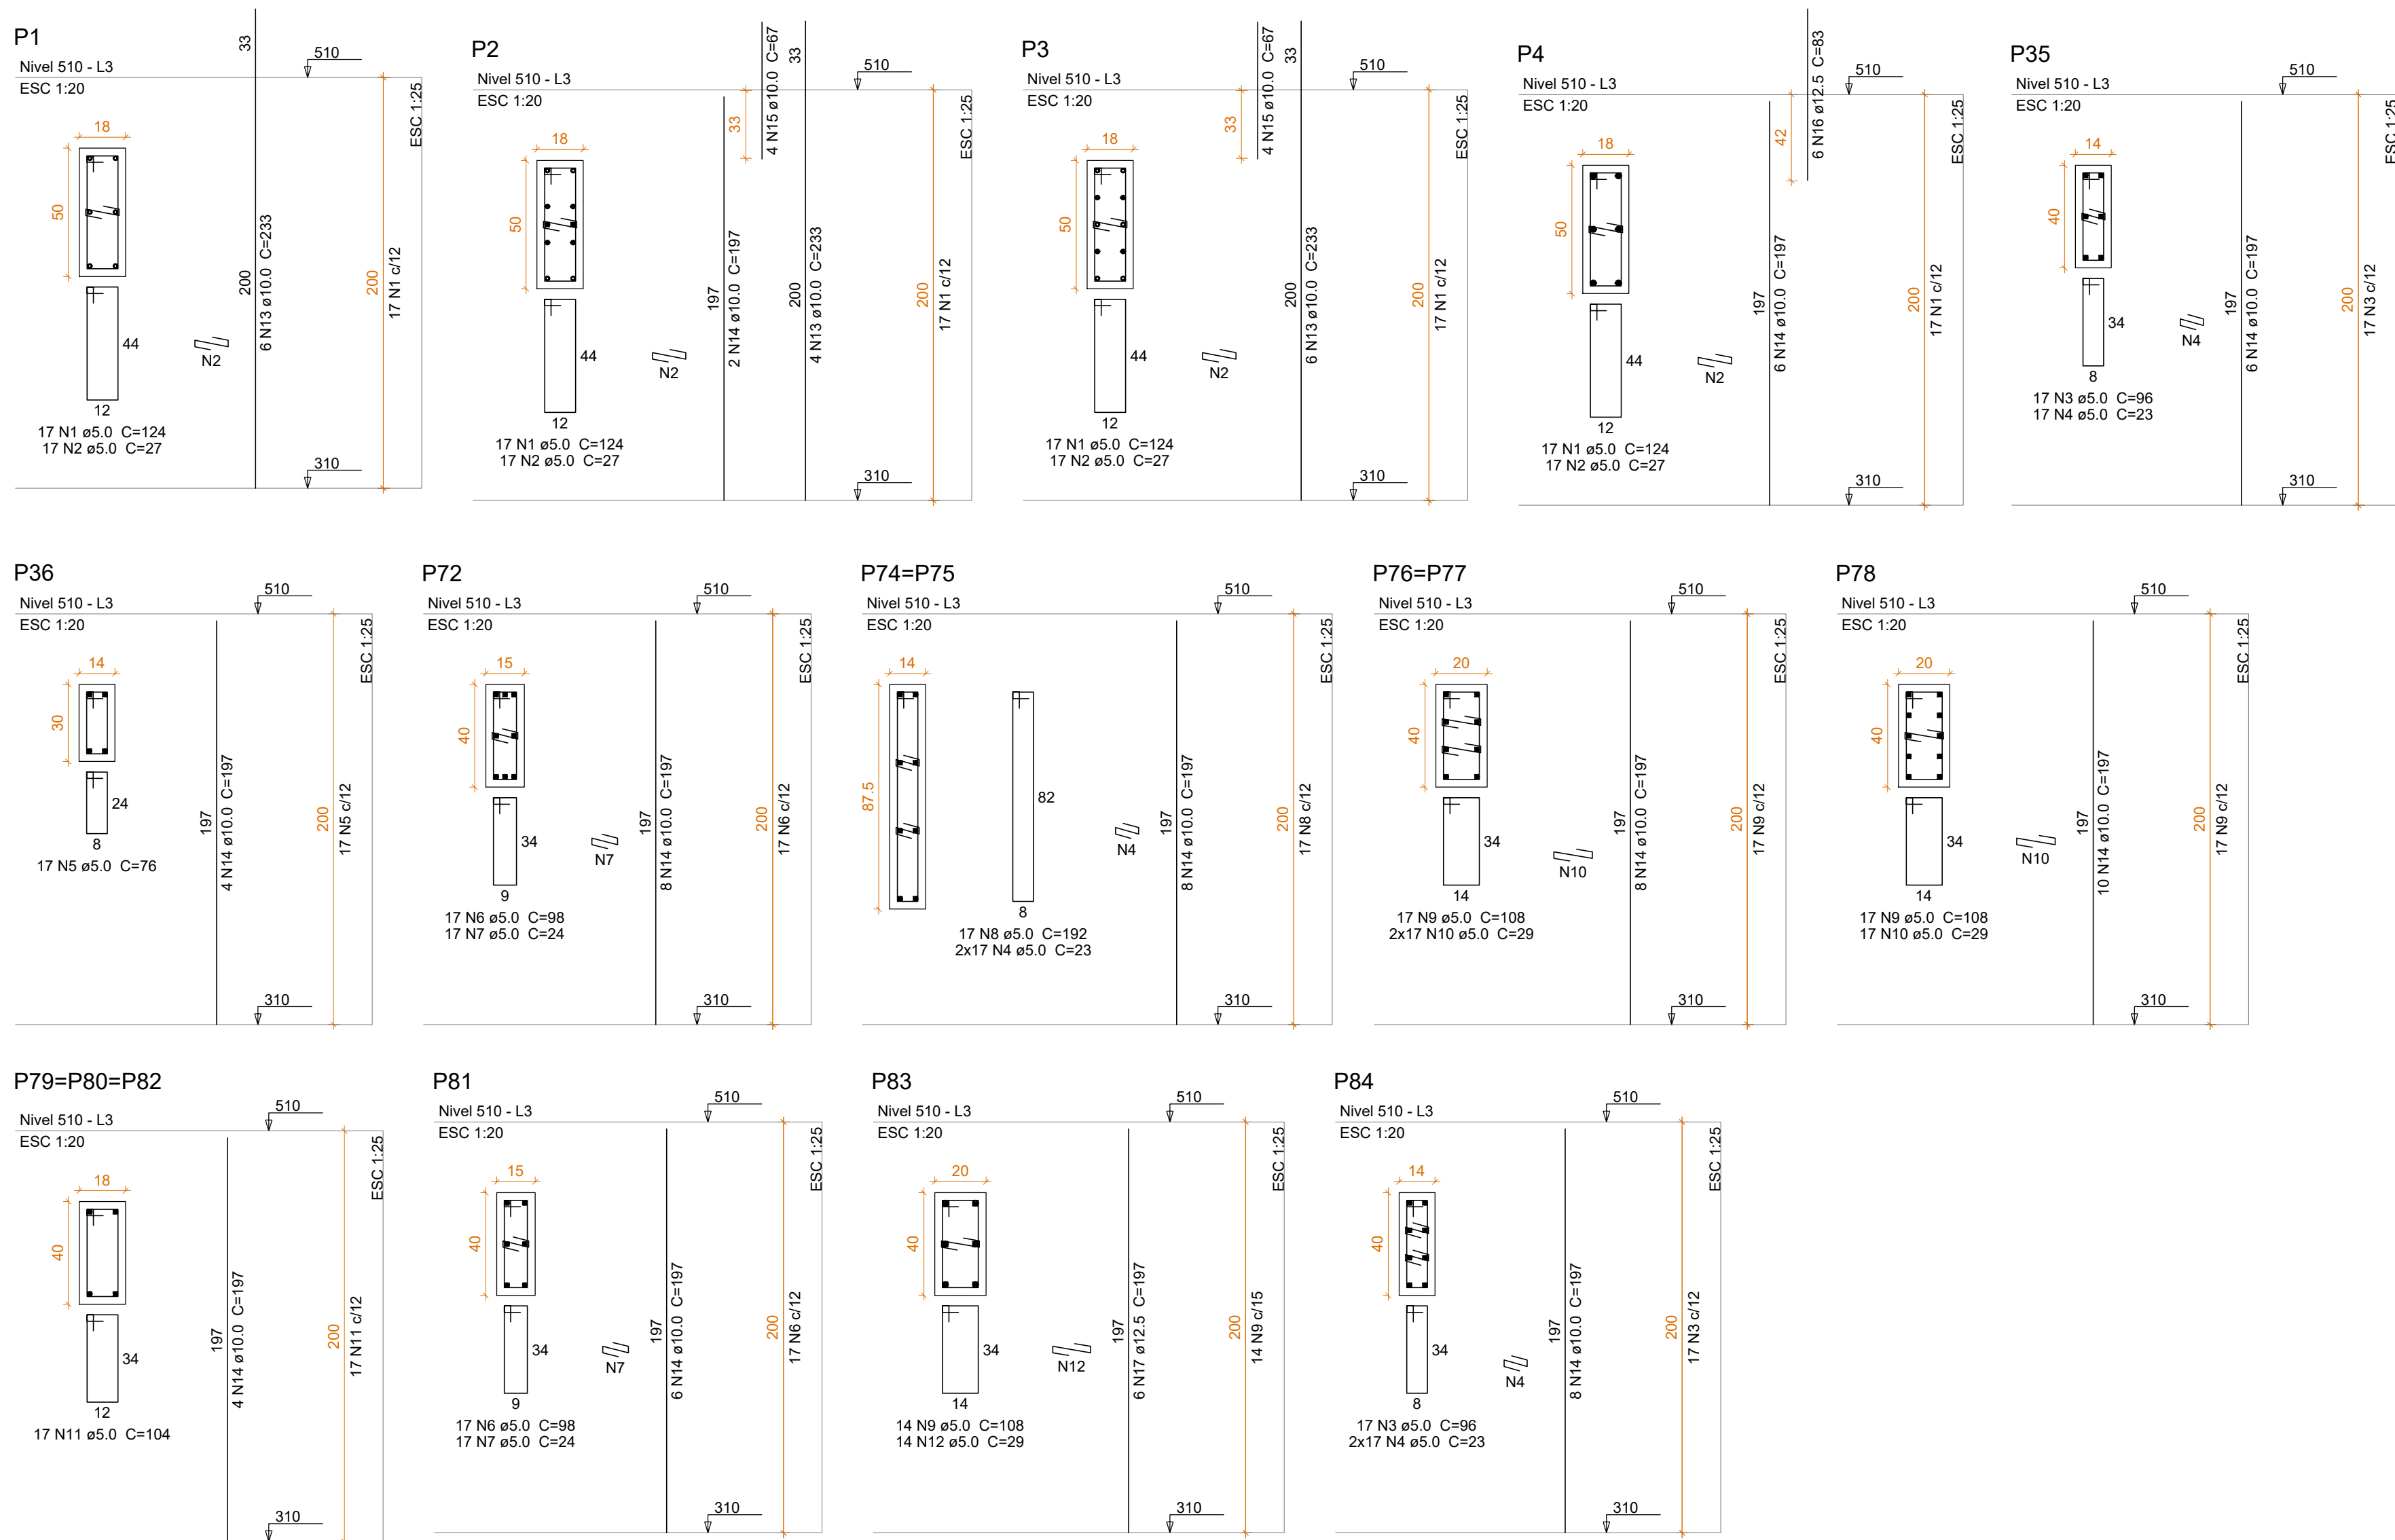 P1
Nivel 510 - L3
ESC 1:20
33
510
ESC 1:25
18
50
44
12
N2
17 N1 ø5.0 C=124
17 N2 ø5.0 C=27
200
6 N13 ø10.0 C=233
200
17 N1 c/12
310
P2
Nivel 510 - L3
ESC 1:20
4 N15 ø10.0 C=67
33
33
510
ESC 1:25
18
50
44
12
N2
17 N1 ø5.0 C=124
17 N2 ø5.0 C=27
197
2 N14 ø10.0 C=197
200
4 N13 ø10.0 C=233
200
17 N1 c/12
310
P3
Nivel 510 - L3
ESC 1:20
4 N15 ø10.0 C=67
33
33
510
ESC 1:25
18
50
44
12
N2
17 N1 ø5.0 C=124
17 N2 ø5.0 C=27
200
6 N13 ø10.0 C=233
200
17 N1 c/12
310
P4
Nivel 510 - L3
ESC 1:20
6 N16 ø12.5 C=83
42
510
ESC 1:25
18
50
44
12
N2
17 N1 ø5.0 C=124
17 N2 ø5.0 C=27
197
6 N14 ø10.0 C=197
200
17 N1 c/12
310
P35
Nivel 510 - L3
ESC 1:20
510
ESC 1:25
14
40
34
8
N4
17 N3 ø5.0 C=96
17 N4 ø5.0 C=23
197
6 N14 ø10.0 C=197
200
17 N3 c/12
310
P36
Nivel 510 - L3
ESC 1:20
510
ESC 1:25
14
30
24
8
17 N5 ø5.0 C=76
197
4 N14 ø10.0 C=197
200
17 N5 c/12
310
P72
Nivel 510 - L3
ESC 1:20
510
ESC 1:25
15
40
34
9
N7
17 N6 ø5.0 C=98
17 N7 ø5.0 C=24
197
8 N14 ø10.0 C=197
200
17 N6 c/12
310
P74=P75
Nivel 510 - L3
ESC 1:20
510
ESC 1:25
14
87.5
82
8
N4
17 N8 ø5.0 C=192
2x17 N4 ø5.0 C=23
197
8 N14 ø10.0 C=197
200
17 N8 c/12
310
P76=P77
Nivel 510 - L3
ESC 1:20
510
ESC 1:25
20
40
34
14
N10
17 N9 ø5.0 C=108
2x17 N10 ø5.0 C=29
197
8 N14 ø10.0 C=197
200
17 N9 c/12
310
P78
Nivel 510 - L3
ESC 1:20
510
ESC 1:25
20
40
34
14
N10
17 N9 ø5.0 C=108
17 N10 ø5.0 C=29
197
10 N14 ø10.0 C=197
200
17 N9 c/12
310
P79=P80=P82
Nivel 510 - L3
ESC 1:20
510
ESC 1:25
18
40
34
12
17 N11 ø5.0 C=104
197
4 N14 ø10.0 C=197
200
17 N11 c/12
310
P81
Nivel 510 - L3
ESC 1:20
510
ESC 1:25
15
40
34
9
N7
17 N6 ø5.0 C=98
17 N7 ø5.0 C=24
197
6 N14 ø10.0 C=197
200
17 N6 c/12
310
P83
Nivel 510 - L3
ESC 1:20
510
ESC 1:25
20
40
34
14
N12
14 N9 ø5.0 C=108
14 N12 ø5.0 C=29
197
6 N17 ø12.5 C=197
200
14 N9 c/15
310
P84
Nivel 510 - L3
ESC 1:20
510
ESC 1:25
14
40
34
8
N4
17 N3 ø5.0 C=96
2x17 N4 ø5.0 C=23
197
8 N14 ø10.0 C=197
200
17 N3 c/12
310